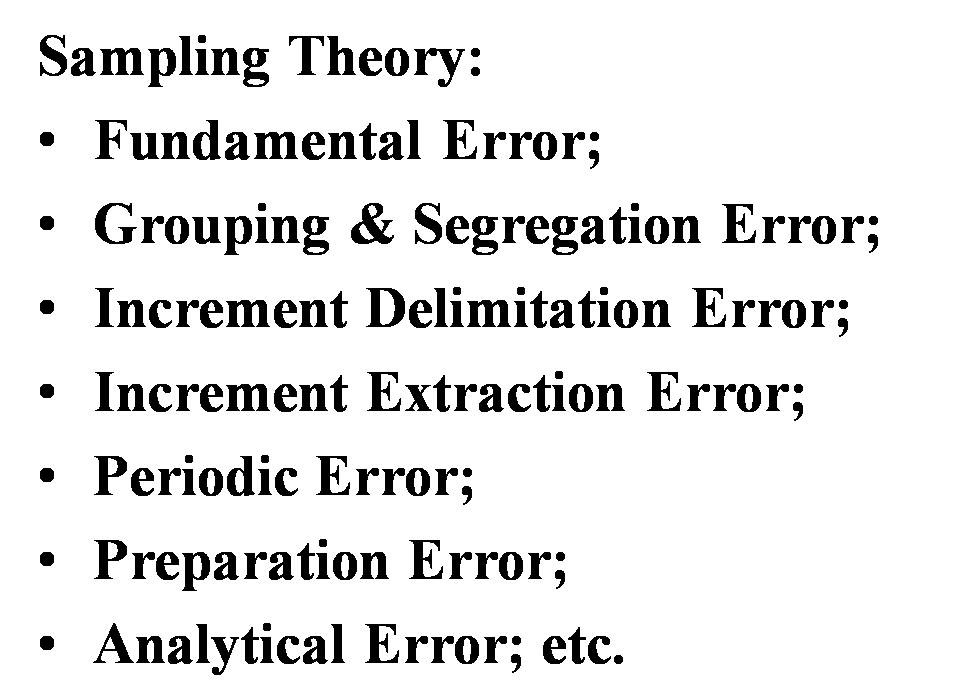 Sampling Theory:
• Fundamental Error;
• Grouping & Segregation Error;
• Increment Delimitation Error;
• Increment Extraction Error;
• Periodic Error;
• Preparation Error;
• Analytical Error; etc.